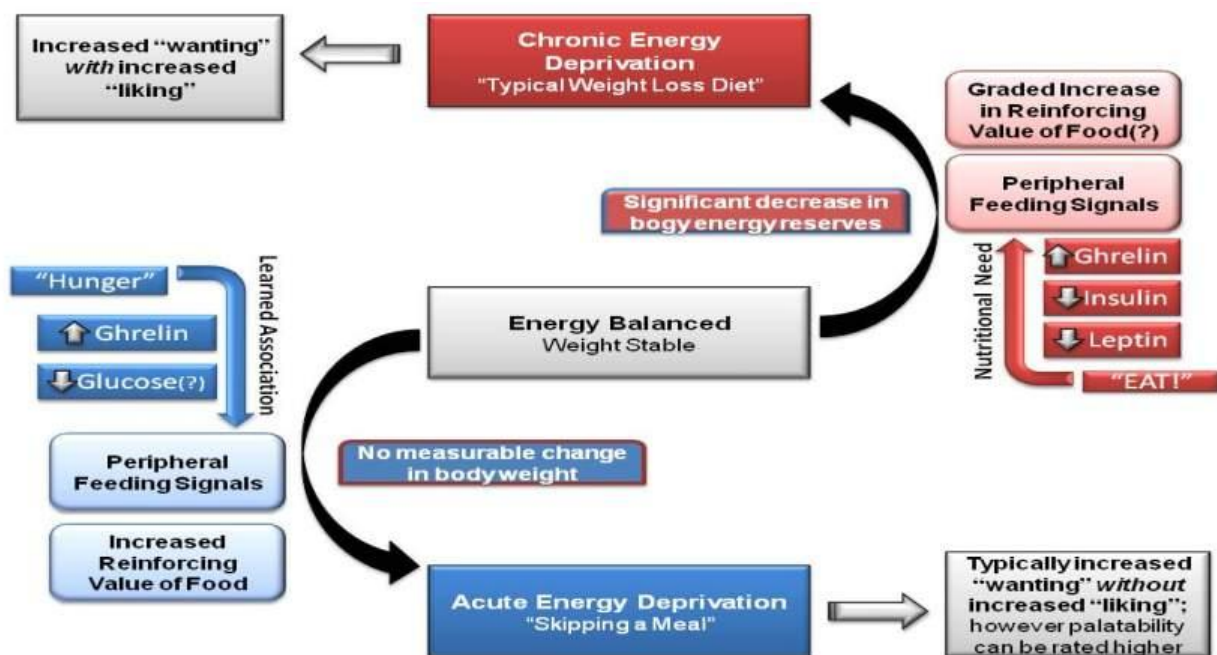 Increased “wanting”
with increased
“liking”
Chronic Energy
Deprivation
“Typical Weight Loss Diet”
Graded Increase
in Reinforcing
Value of Food(?)
Peripheral
Feeding Signals
Significant decrease in
bogy energy reserves
Nutritional Need
Ghrelin
Insulin
Leptin
“EAT!”
“Hunger”
Learned Association
Ghrelin
Glucose(?)
Energy Balanced
Weight Stable
Peripheral
Feeding Signals
No measurable change
in body weight
Increased
Reinforcing
Value of Food
Acute Energy Deprivation
“Skipping a Meal”
Typically increased
“wanting” without
increased “liking”;
however palatability
can be rated higher